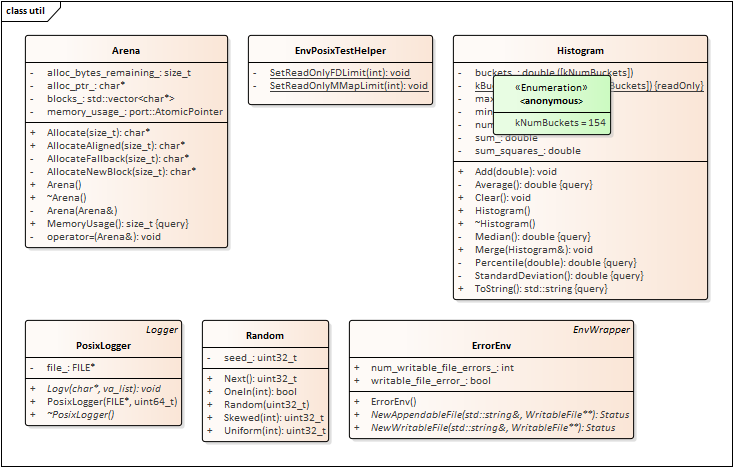 class util
Arena
- alloc_bytes_remaining_: size_t
- alloc_ptr_: char*
- blocks_: std::vector<char*>
- memory_usage_: port::AtomicPointer
+ Allocate(size_t): char*
+ AllocateAligned(size_t): char*
- AllocateFallback(size_t): char*
- AllocateNewBlock(size_t): char*
+ Arena()
+ ~Arena()
- Arena(Arena&)
+ MemoryUsage(): size_t {query}
- operator=(Arena&): void
EnvPosixTestHelper
- SetReadOnlyFDLimit(int): void
- SetReadOnlyMMapLimit(int): void
Histogram
- buckets_: double ([kNumBuckets])
- kBu Buckets]) {readOnly}
- max
- min
- num
- sum_: double
- sum_squares_: double
+ Add(double): void
- Average(): double {query}
+ Clear(): void
+ Histogram()
+ ~Histogram()
- Median(): double {query}
+ Merge(Histogram&): void
- Percentile(double): double {query}
- StandardDeviation(): double {query}
+ ToString(): std::string {query}
«Enumeration»
<anonymous>
kNumBuckets = 154
Logger
PosixLogger
- file_: FILE*
+ Logv(char*, va_list): void
+ PosixLogger(FILE*, uint64_t)
+ ~PosixLogger()
Random
- seed_: uint32_t
+ Next(): uint32_t
+ OneIn(int): bool
+ Random(uint32_t)
+ Skewed(int): uint32_t
+ Uniform(int): uint32_t
EnvWrapper
ErrorEnv
+ num_writable_file_errors_: int
+ writable_file_error_: bool
+ ErrorEnv()
+ NewAppendableFile(std::string&, WritableFile**): Status
+ NewWritableFile(std::string&, WritableFile**): Status